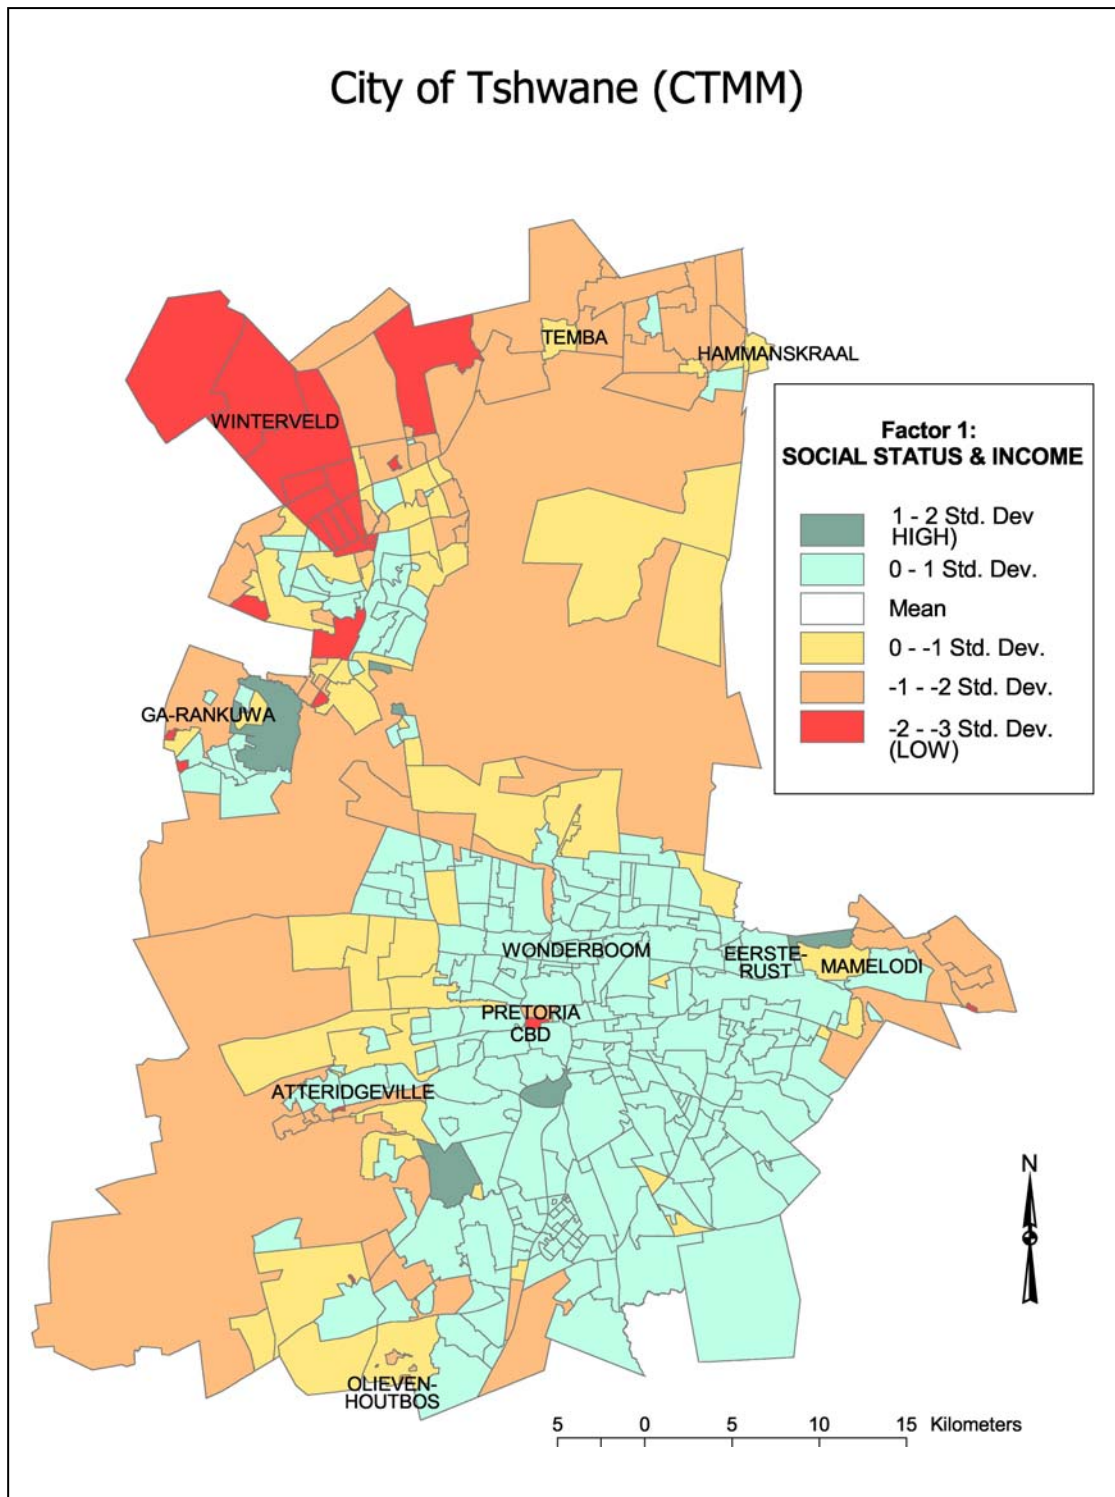 City of Tshwane (CTMM)
TEMBA
HAMMANSKRAAL
WINTERVELD
Factor 1:
SOCIAL STATUS & INCOME
1 - 2 Std. Dev
HIGH)
0 - 1 Std. Dev.
Mean
0 - -1 Std. Dev.
-1 - -2 Std. Dev.
-2 - -3 Std. Dev.
(LOW)
GA-RANKUWA
WONDERBOOM
EERSTE-
RUST
MAMELODI
PRETORIA
CBD
ATTERIDGEVILLE
N
OLIEVEN-
HOUTBOS
5 0 5 10 15 Kilometers